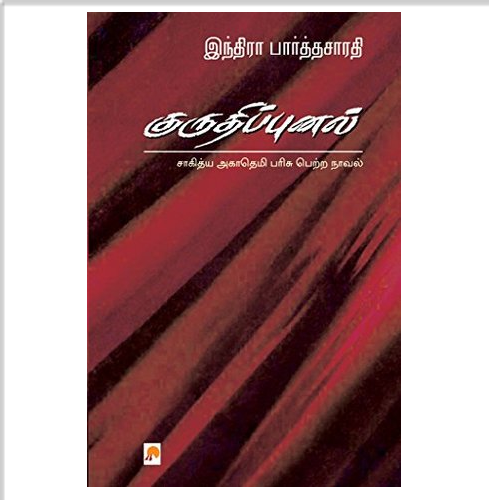 இந்திரா பார்த்தசாரதி
குருதிப்புனல்
சாகித்ய அகாதெமி பரிசு பெற்ற நாவல்